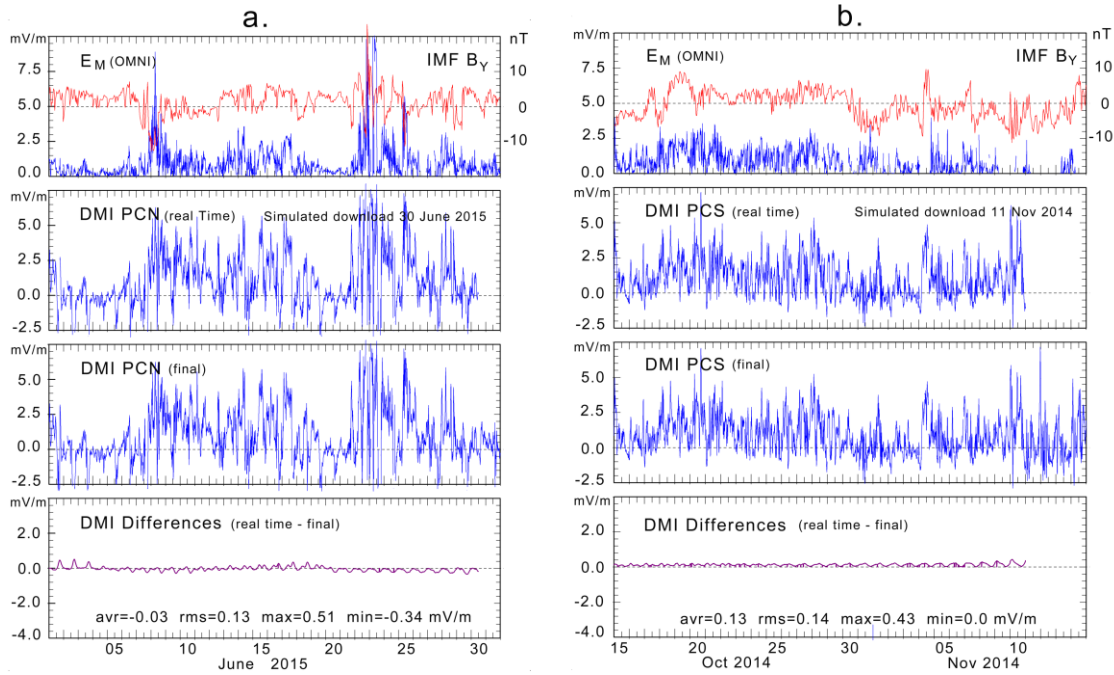 a.
mV/m
nT
E_M (OMNI)
IMF B_Y
7.5
10
5.0
0
2.5
-10
0.0
DMI PCN (real Time) Simulated download 30 June 2015
5.0
2.5
0.0
-2.5
mV/m
DMI PCN (final)
5.0
2.5
0.0
-2.5
mV/m
DMI Differences (real time - final)
2.0
0.0
-2.0
-4.0
avr=-0.03 rms=0.13 max=0.51 min=-0.34 mV/m
05 10 15 20 25 30
June 2015
b.
mV/m
nT
E_M (OMNI)
IMF B_Y
7.5
10
5.0
0
2.5
-10
0.0
mV/m
DMI PCS (real time) Simulated download 11 Nov 2014
5.0
2.5
0.0
-2.5
mV/m
DMI PCS (final)
5.0
2.5
0.0
-2.5
mV/m
DMI Differences (real time - final)
2.0
0.0
-2.0
-4.0
avr=0.13 rms=0.14 max=0.43 min=0.0 mV/m
15 20 25 30 05 10
Oct 2014 Nov 2014